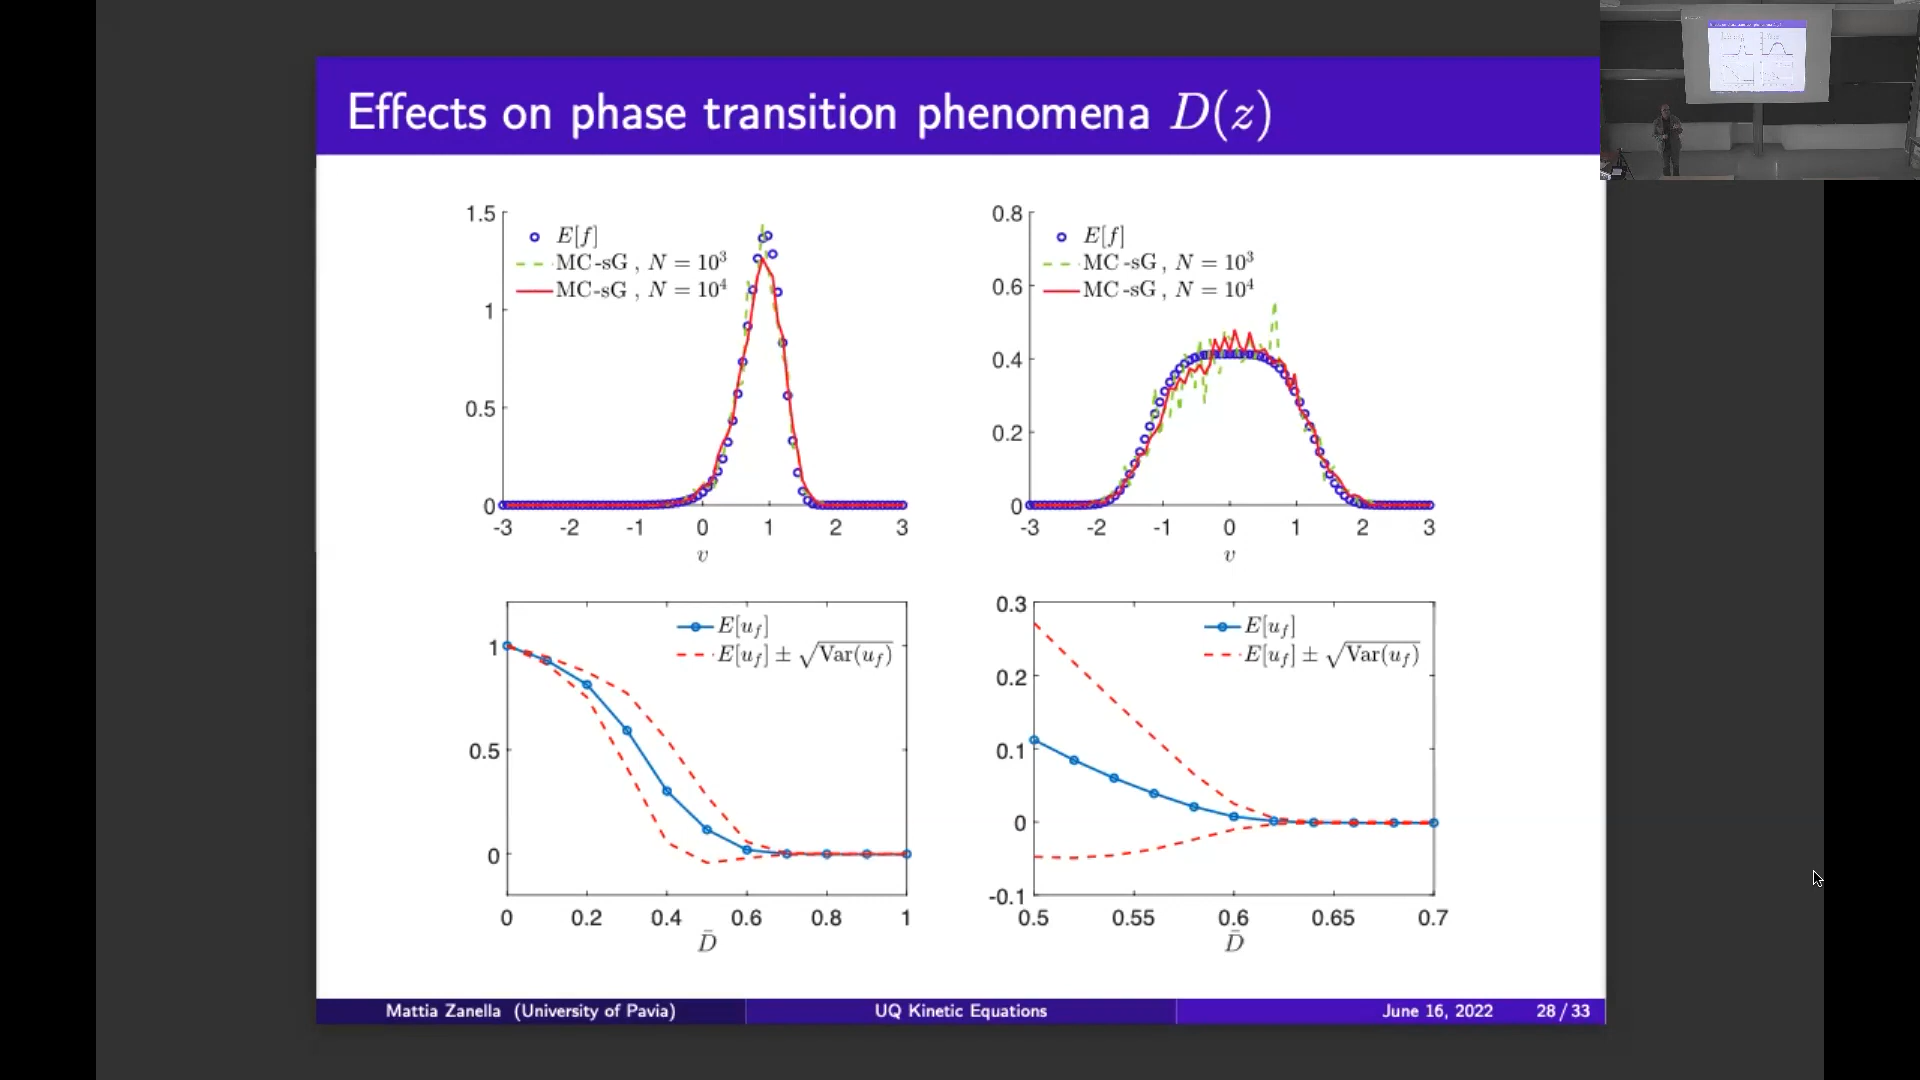 Effects on phase transition phenomena D(z)
1.5
1
0.5
0
E[f]
MC-sG , N = 10³
MC-sG , N = 10⁴
-3 -2 -1 0 1 2 3
v
0.8
0.6
0.4
0.2
0
E[f]
MC-sG , N = 10³
MC-sG , N = 10⁴
-3 -2 -1 0 1 2 3
v
1
0.5
0
E[u_f]
E[u_f] ± √Var(u_f)
0 0.2 0.4 0.6 0.8 1
D̄
0.3
0.2
0.1
0
-0.1
E[u_f]
E[u_f] ± √Var(u_f)
0.5 0.55 0.6 0.65 0.7
D̄
Mattia Zanella (University of Pavia) UQ Kinetic Equations June 16, 2022 28 / 33